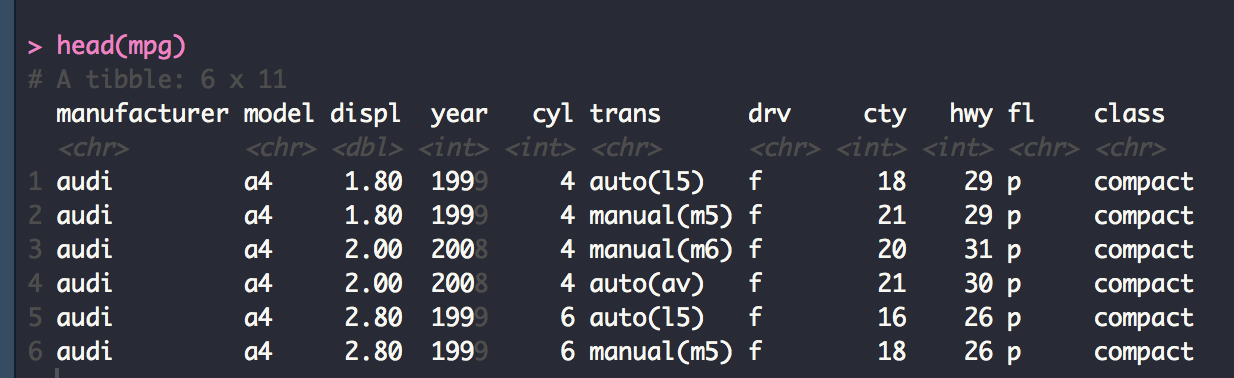 > head(mpg)
# A tibble: 6 x 11
  manufacturer model displ  year   cyl trans      drv     cty   hwy fl    class
  <chr>        <chr> <dbl> <int> <int> <chr>      <chr> <int> <int> <chr> <chr>
1 audi         a4     1.80  1999     4 auto(l5)   f        18    29 p     compact
2 audi         a4     1.80  1999     4 manual(m5) f        21    29 p     compact
3 audi         a4     2.00  2008     4 manual(m6) f        20    31 p     compact
4 audi         a4     2.00  2008     4 auto(av)   f        21    30 p     compact
5 audi         a4     2.80  1999     6 auto(l5)   f        16    26 p     compact
6 audi         a4     2.80  1999     6 manual(m5) f        18    26 p     compact